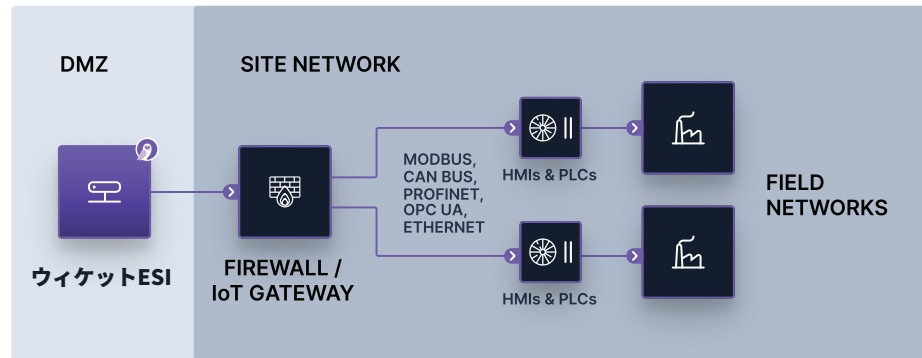 DMZ
SITE NETWORK
ウィケットESI
FIREWALL /
IoT GATEWAY
MODBUS,
CAN BUS,
PROFINET,
OPC UA,
ETHERNET
HMIs & PLCs
HMIs & PLCs
FIELD
NETWORKS